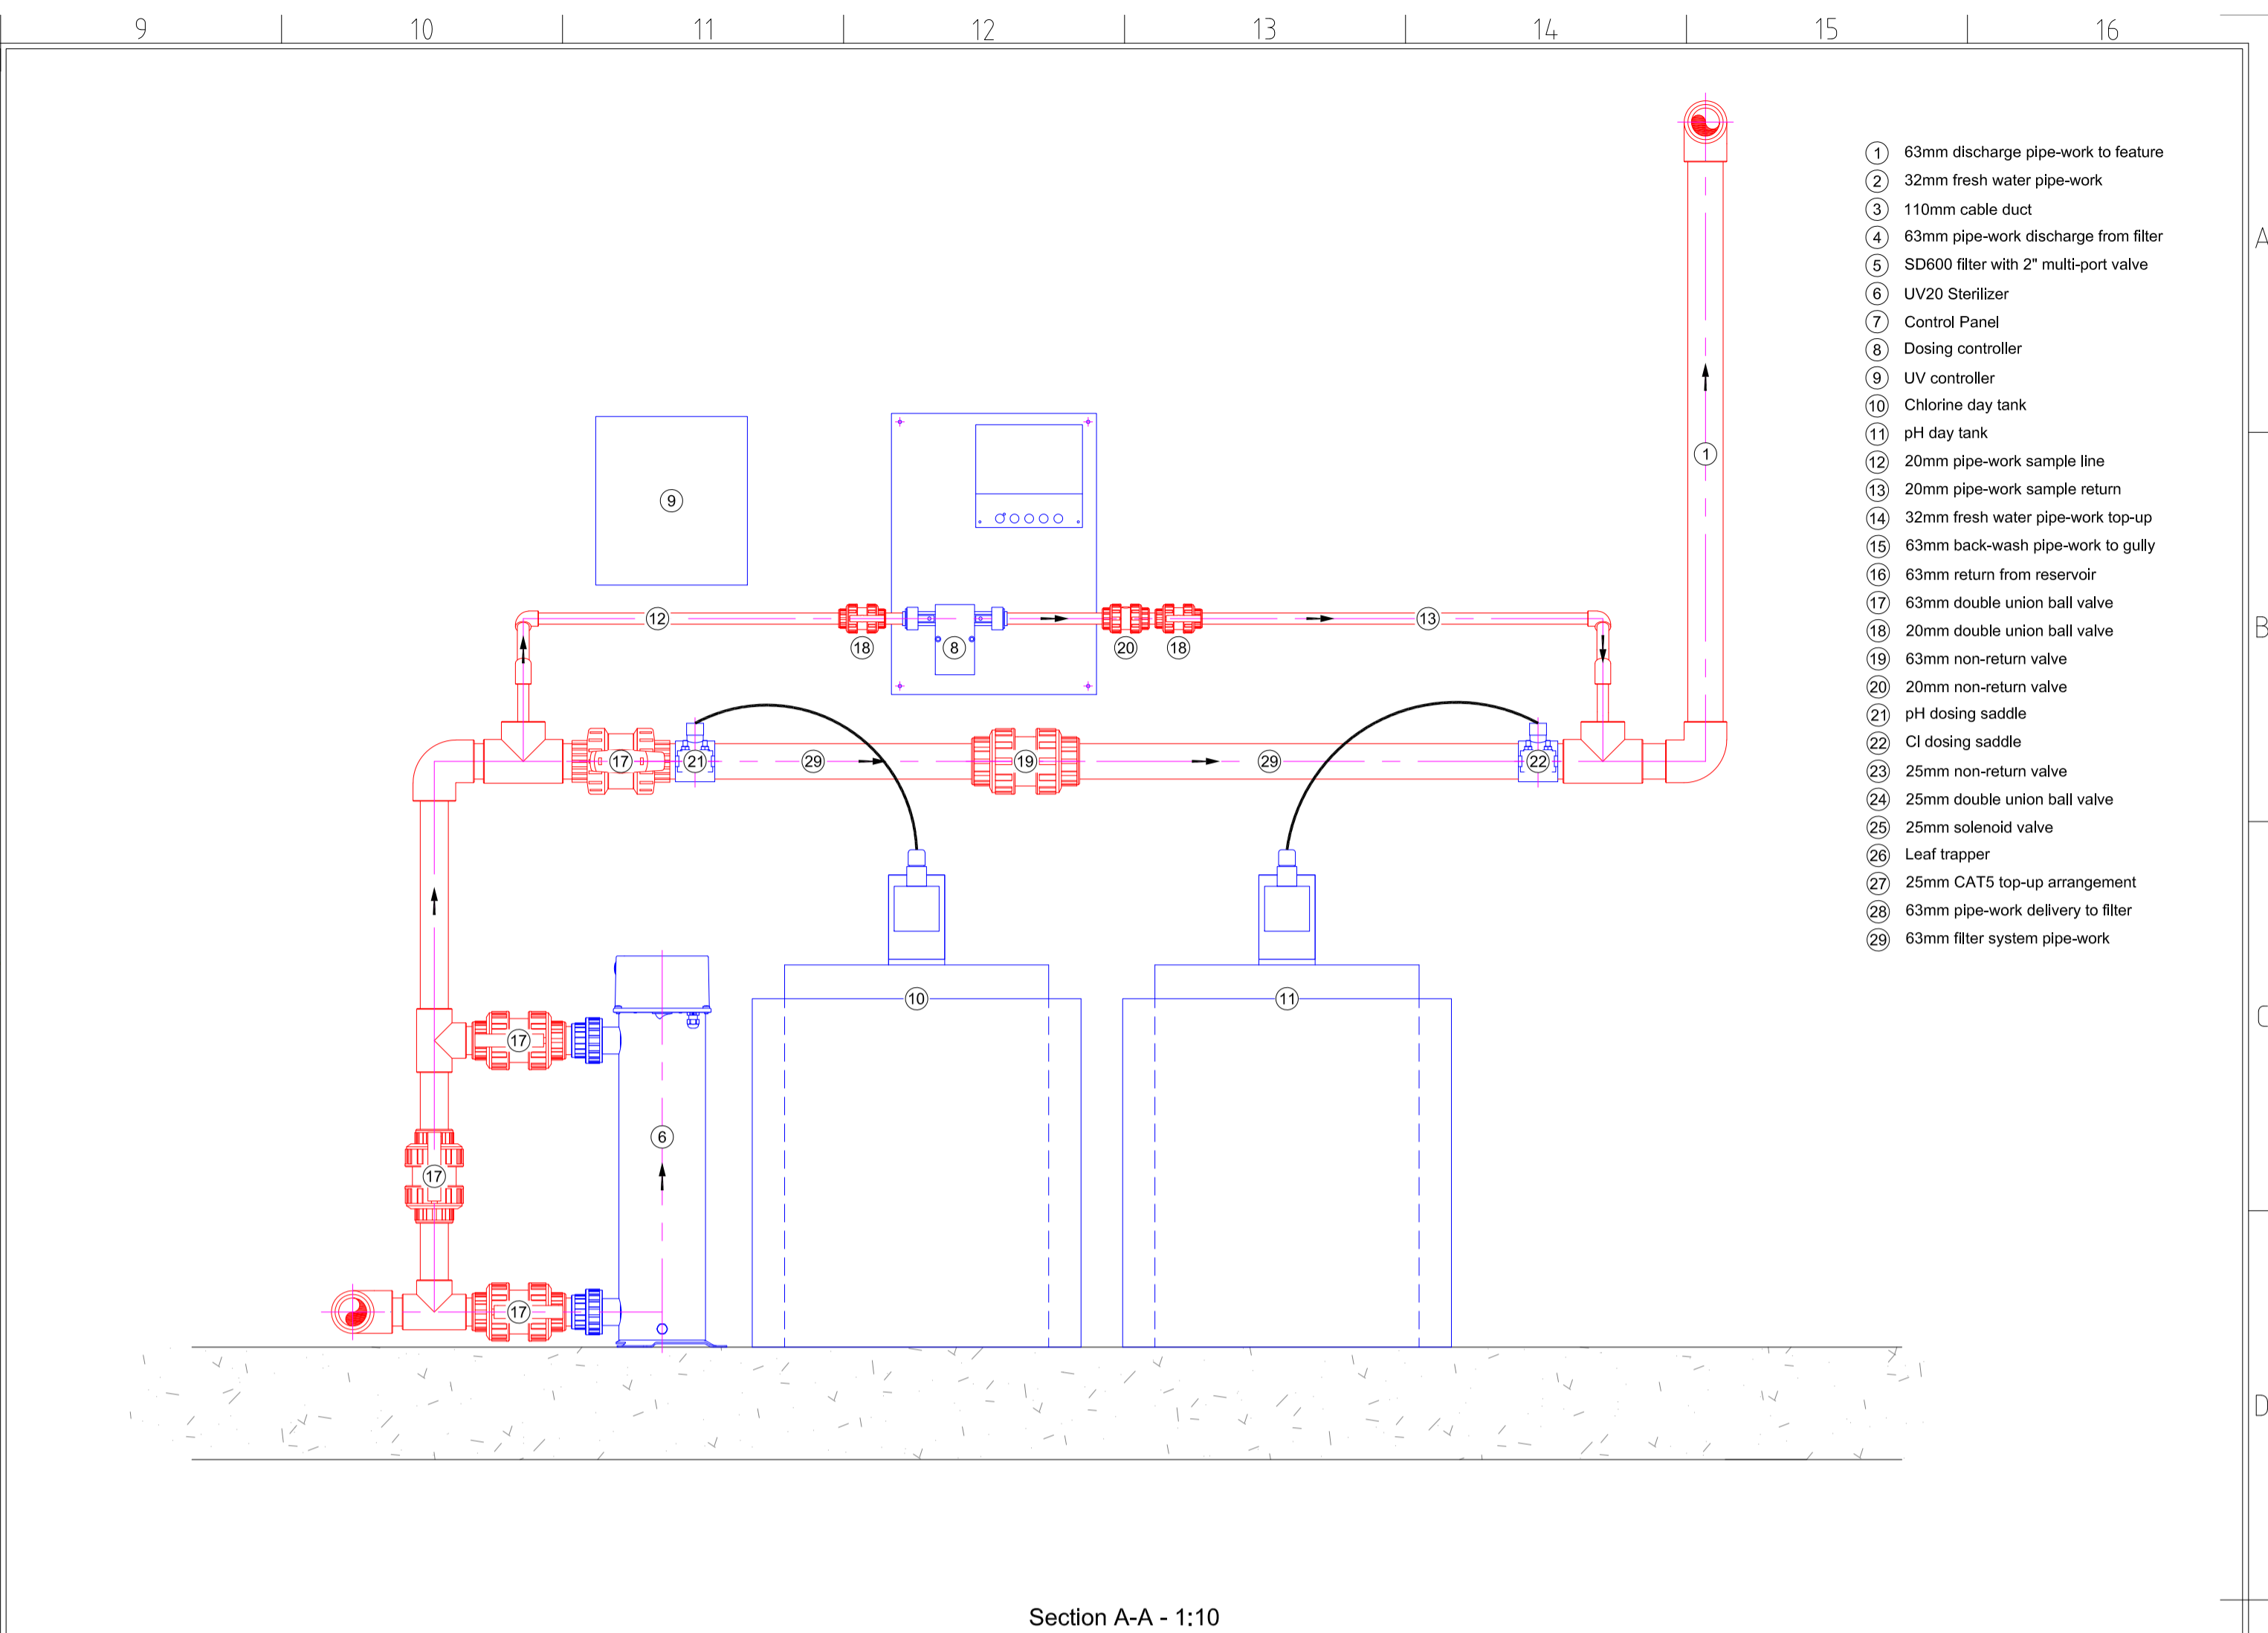 9 10 11 12 13 14 15 16
1 63mm discharge pipe-work to feature
2 32mm fresh water pipe-work
3 110mm cable duct
4 63mm pipe-work discharge from filter
5 SD600 filter with 2" multi-port valve
6 UV20 Sterilizer
7 Control Panel
8 Dosing controller
9 UV controller
10 Chlorine day tank
11 pH day tank
12 20mm pipe-work sample line
13 20mm pipe-work sample return
14 32mm fresh water pipe-work top-up
15 63mm back-wash pipe-work to gully
16 63mm return from reservoir
17 63mm double union ball valve
18 20mm double union ball valve
19 63mm non-return valve
20 20mm non-return valve
21 pH dosing saddle
22 Cl dosing saddle
23 25mm non-return valve
24 25mm double union ball valve
25 25mm solenoid valve
26 Leaf trapper
27 25mm CAT5 top-up arrangement
28 63mm pipe-work delivery to filter
29 63mm filter system pipe-work
A
B
C
D
1
9
12
13
18
8
20
18
17
21
29
19
29
22
10
11
17
6
17
17
Section A-A - 1:10